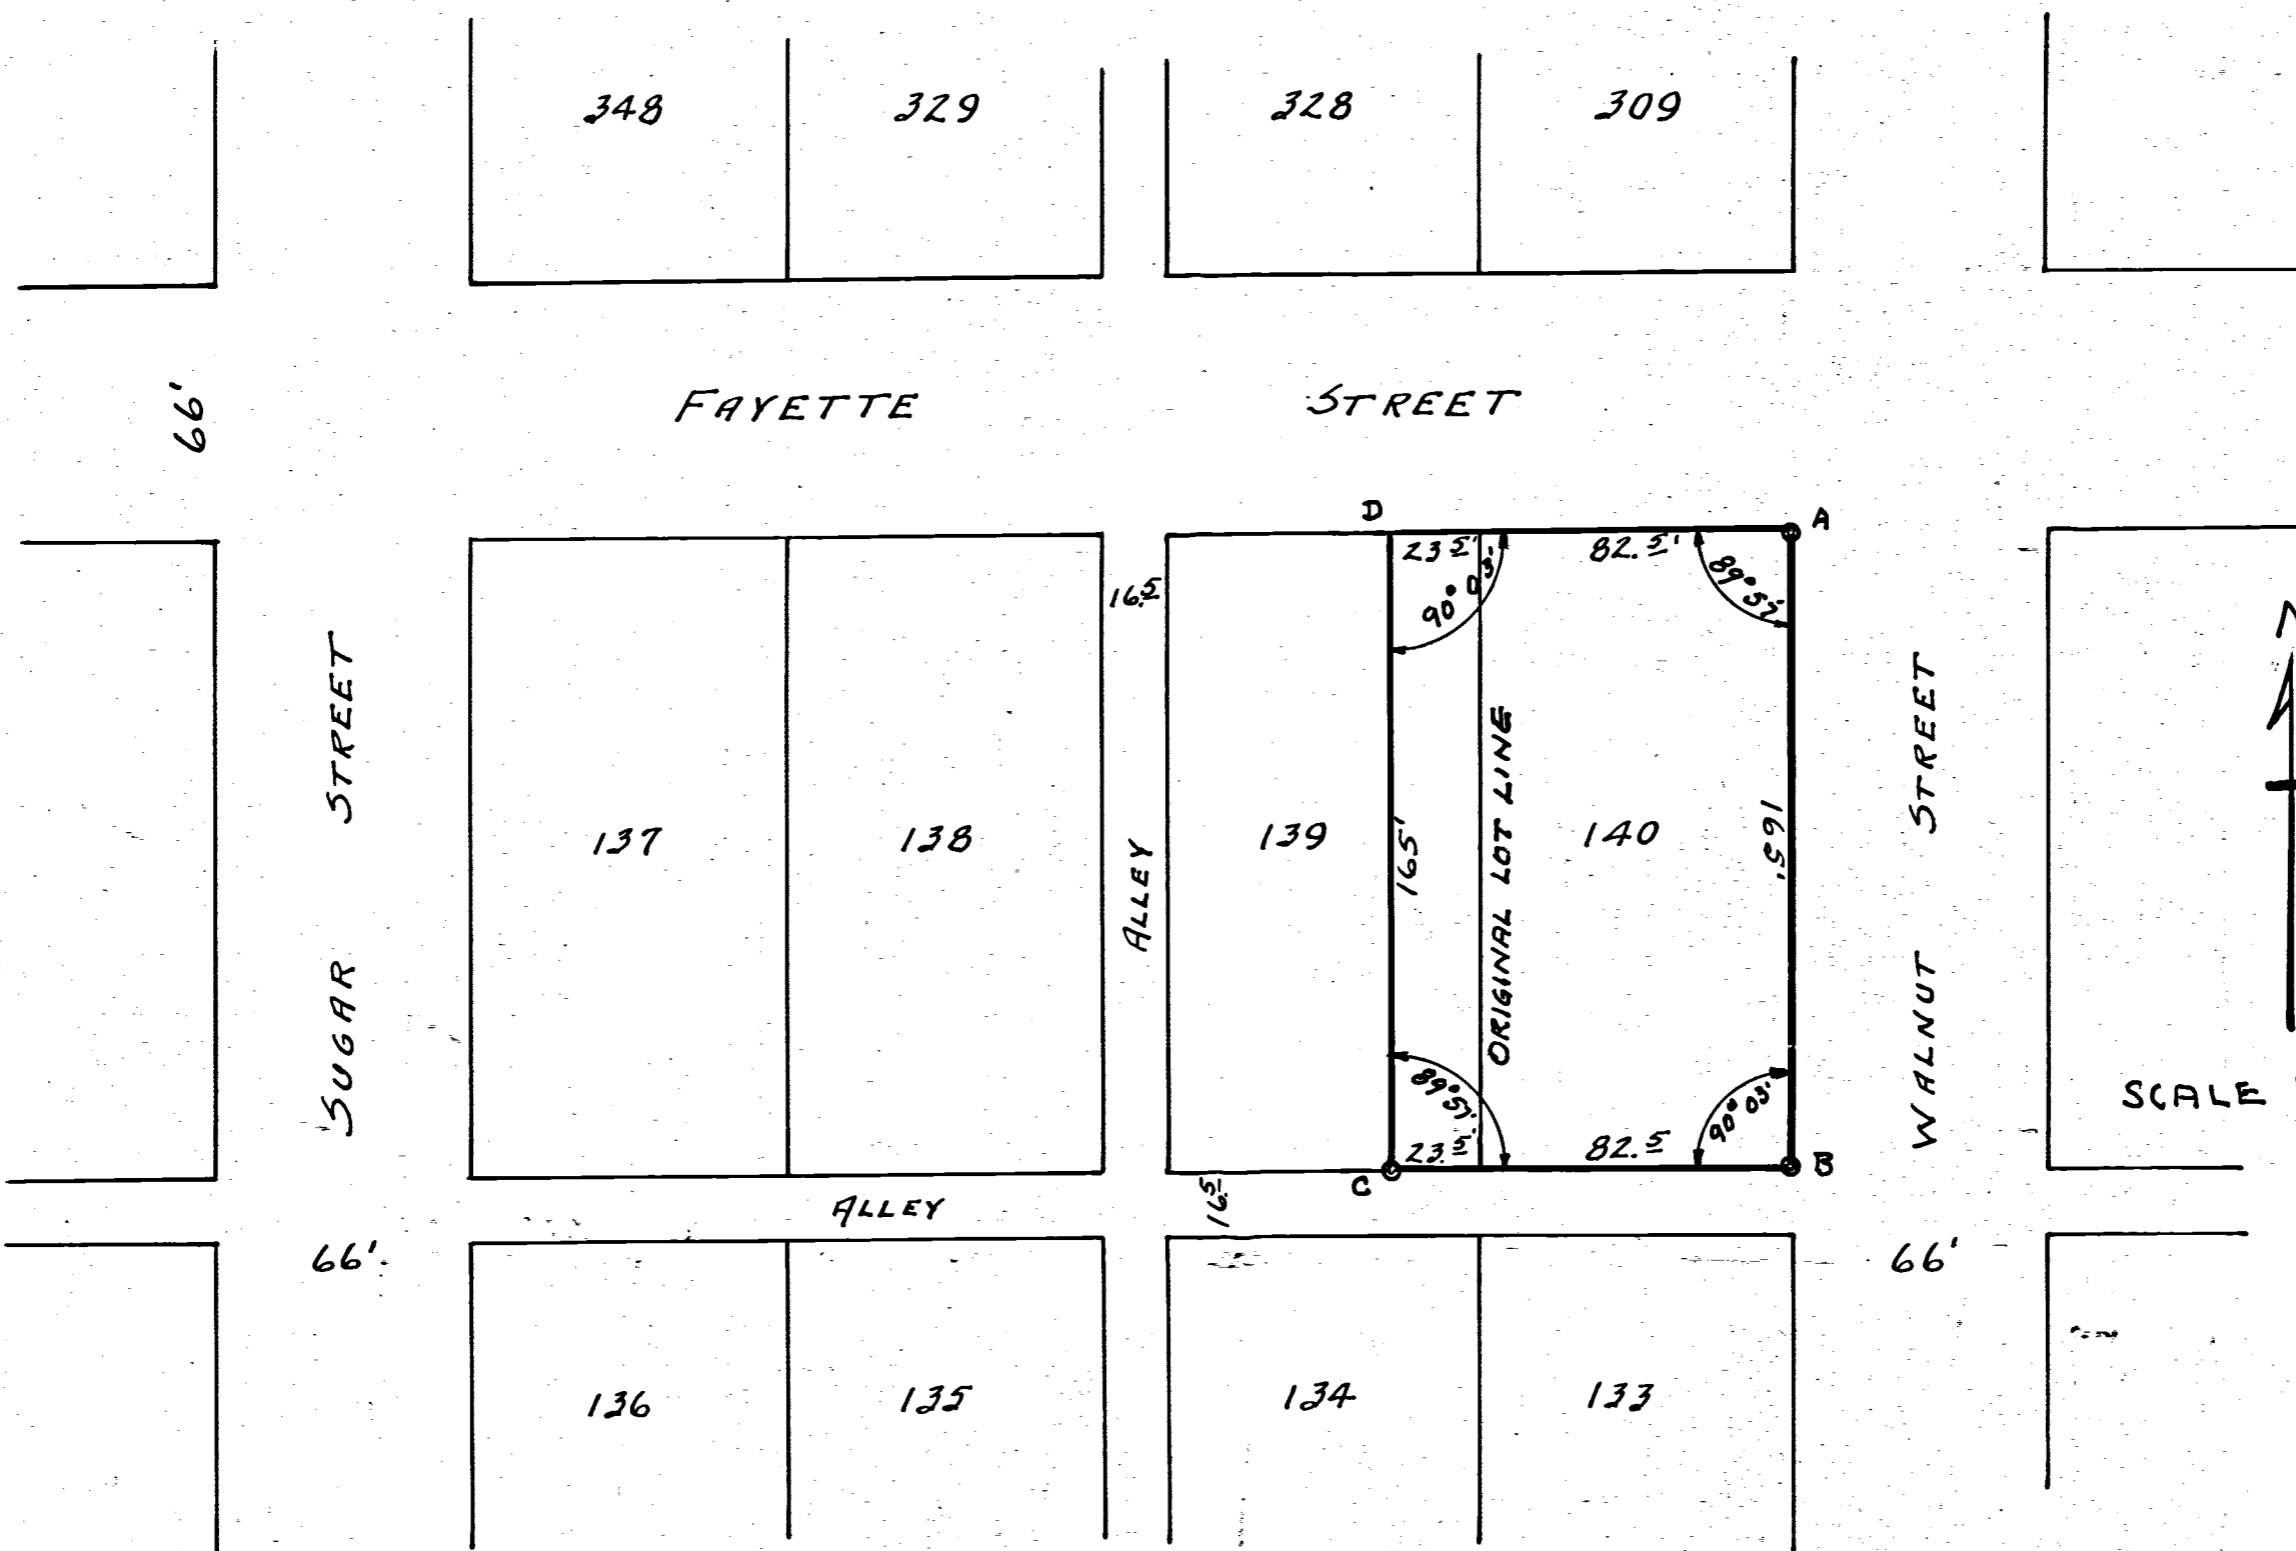 348 329 328 309
66'
FAYETTE STREET
D A
23.5' 82.5'
16.5
90° 03' 89° 57'
SUGAR STREET
137 138
ALLEY
139
165'
ORIGINAL LOT LINE
140
165'
WALNUT STREET
SCALE
89° 57' 90° 03'
23.5' 82.5
C B
ALLEY
16.5
66' 66'
136 135 134 133